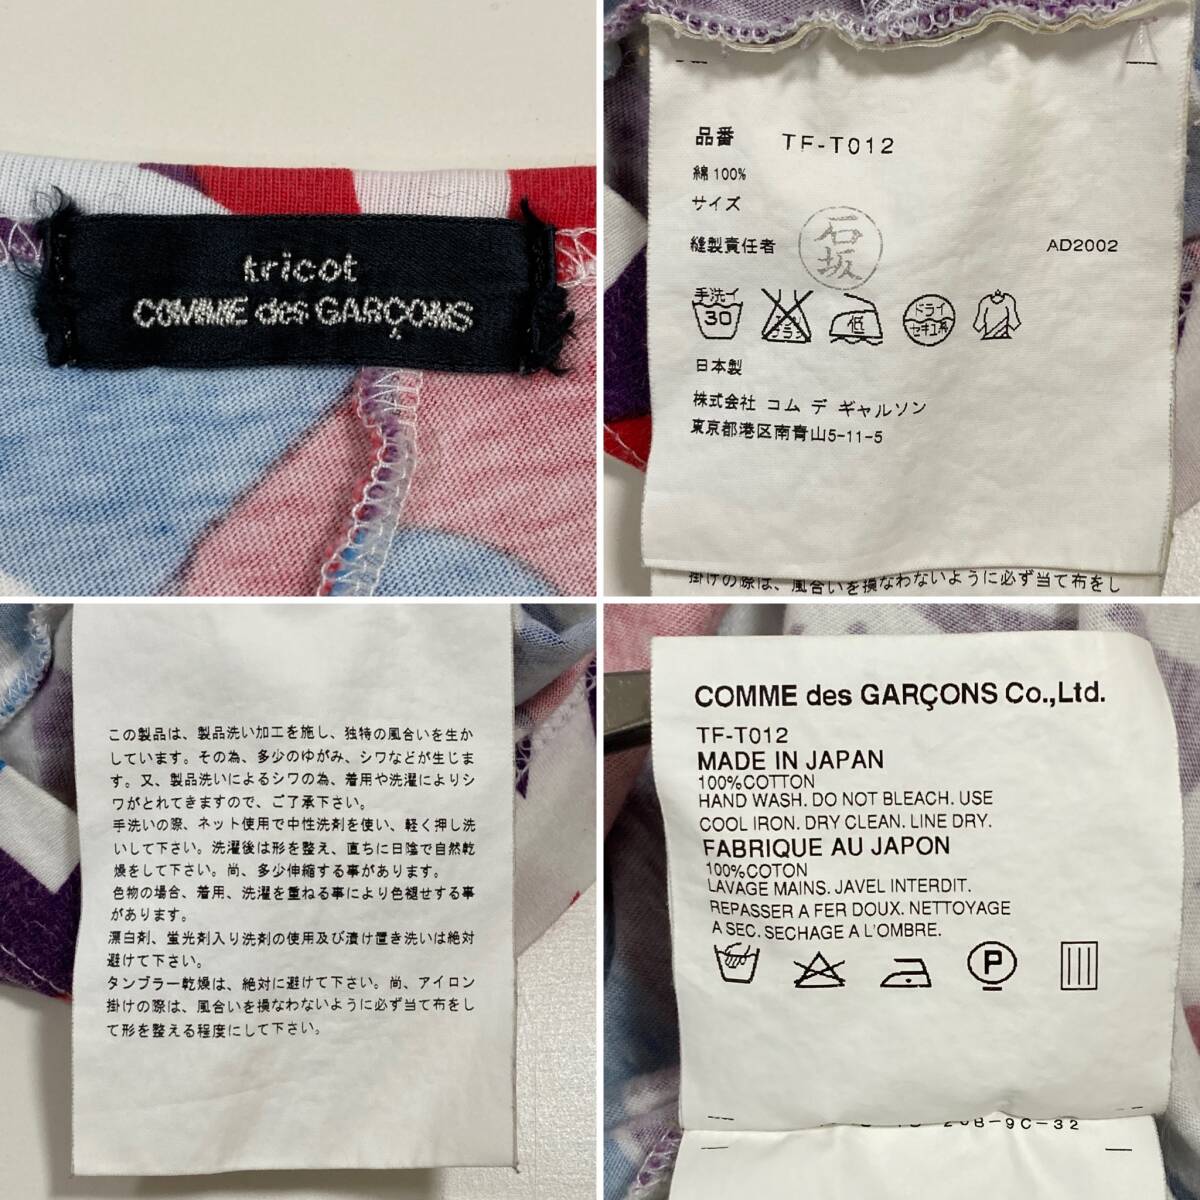 tricot
COMME des GARÇONS
品番 TF-T012
綿100%
サイズ
縫製責任者 石坂 AD2002
手洗イ 30 エンソサラシ 低 ドライ セキユ系
日本製
株式会社 コム デ ギャルソン
東京都港区南青山5-11-5
掛けの際は、風合いを損なわないように必ず当て布をし
この製品は、製品洗い加工を施し、独特の風合いを生か
しています。その為、多少のゆがみ、シワなどが生じま
す。又、製品洗いによるシワの為、着用や洗濯によりシ
ワがとれてきますので、ご了承下さい。
手洗いの際、ネット使用で中性洗剤を使い、軽く押し洗
いして下さい。洗濯後は形を整え、直ちに日陰で自然乾
燥をして下さい。尚、多少伸縮する事があります。
色物の場合、着用、洗濯を重ねる事により色褪せする事
があります。
漂白剤、蛍光剤入り洗剤の使用及び漬け置き洗いは絶対
避けて下さい。
タンブラー乾燥は、絶対に避けて下さい。尚、アイロン
掛けの際は、風合いを損なわないように必ず当て布をし
て形を整える程度にして下さい。
COMME des GARÇONS Co.,Ltd.
TF-T012
MADE IN JAPAN
100%COTTON
HAND WASH. DO NOT BLEACH. USE
COOL IRON. DRY CLEAN. LINE DRY.
FABRIQUE AU JAPON
100%COTON
LAVAGE MAINS. JAVEL INTERDIT.
REPASSER A FER DOUX. NETTOYAGE
A SEC. SECHAGE A L'OMBRE.
P
20B-9C-32